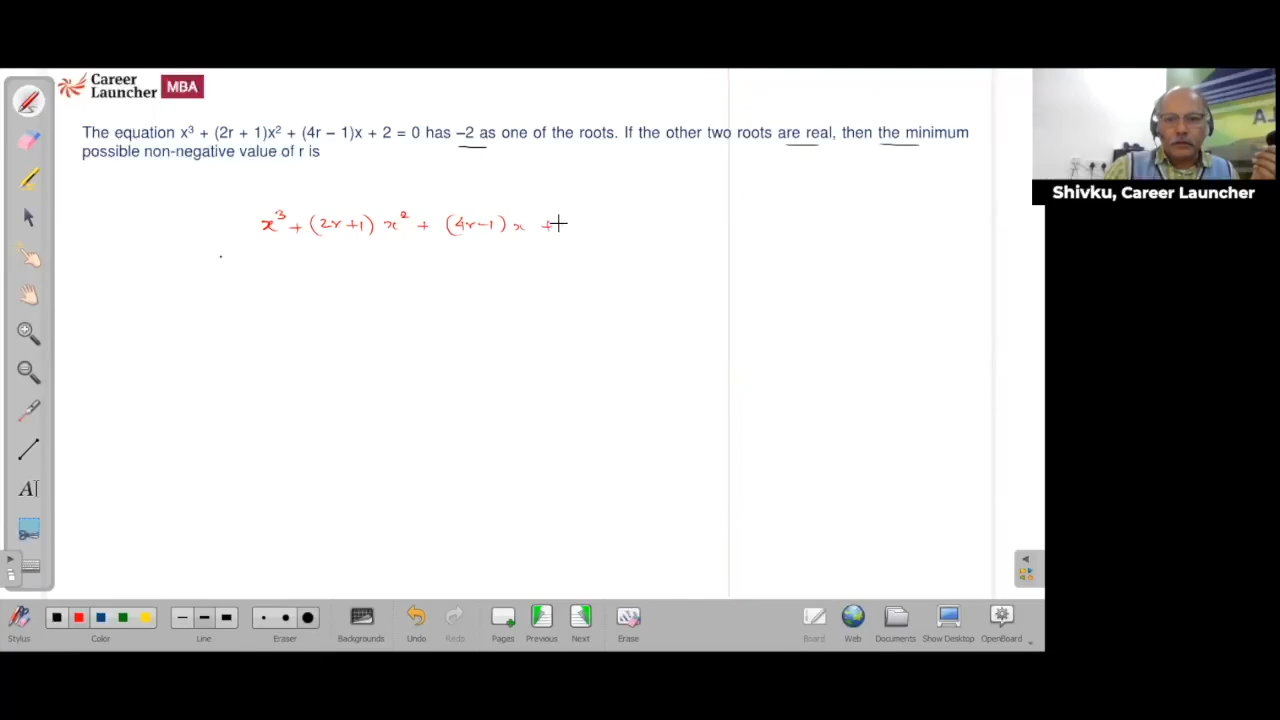 Career
Launcher MBA
The equation x³ + (2r + 1)x² + (4r − 1)x + 2 = 0 has −2 as one of the roots. If the other two roots are real, then the minimum
possible non-negative value of r is
x³ + (2r+1) x² + (4r−1) x +
Shivku, Career Launcher
Stylus Color Line Eraser Backgrounds Undo Redo Pages Previous Next Erase Board Web Documents Show Desktop OpenBoard